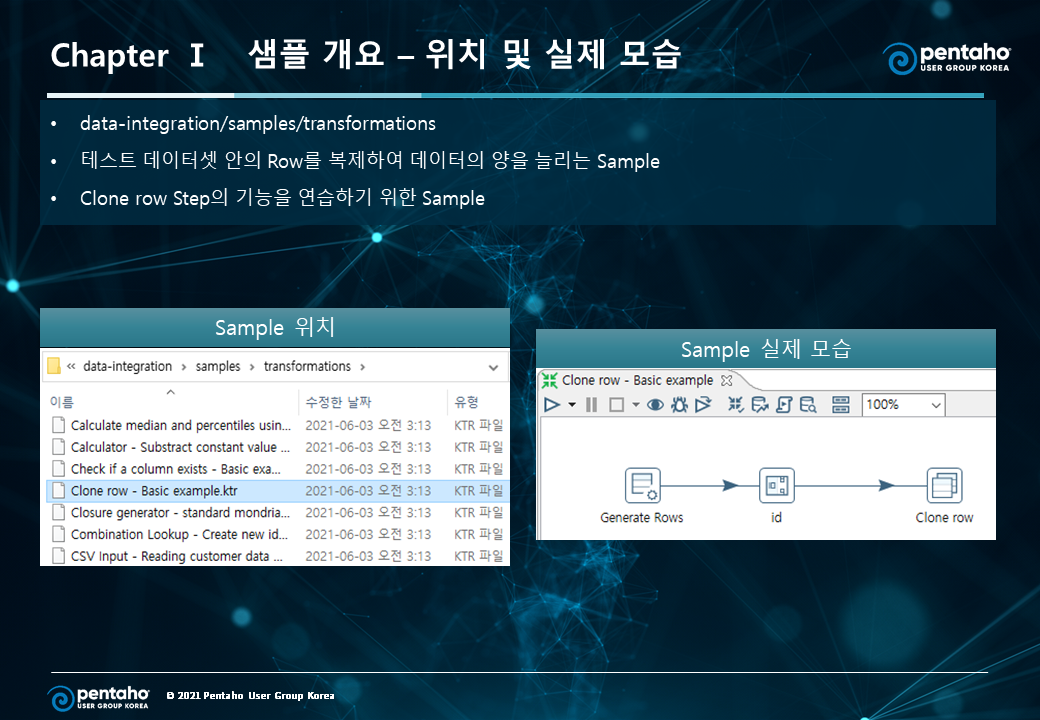 Chapter Ⅰ 샘플 개요 – 위치 및 실제 모습
pentaho
USER GROUP KOREA
• data-integration/samples/transformations
• 테스트 데이터셋 안의 Row를 복제하여 데이터의 양을 늘리는 Sample
• Clone row Step의 기능을 연습하기 위한 Sample
Sample 위치
« data-integration › samples › transformations ›
이름 수정한 날짜 유형
Calculate median and percentiles usin... 2021-06-03 오전 3:13 KTR 파일
Calculator - Substract constant value ... 2021-06-03 오전 3:13 KTR 파일
Check if a column exists - Basic exa... 2021-06-03 오전 3:13 KTR 파일
Clone row - Basic example.ktr 2021-06-03 오전 3:13 KTR 파일
Closure generator - standard mondria... 2021-06-03 오전 3:13 KTR 파일
Combination Lookup - Create new id... 2021-06-03 오전 3:13 KTR 파일
CSV Input - Reading customer data ... 2021-06-03 오전 3:13 KTR 파일
Sample 실제 모습
Clone row - Basic example
100%
Generate Rows id Clone row
pentaho
USER GROUP KOREA
© 2021 Pentaho User Group Korea